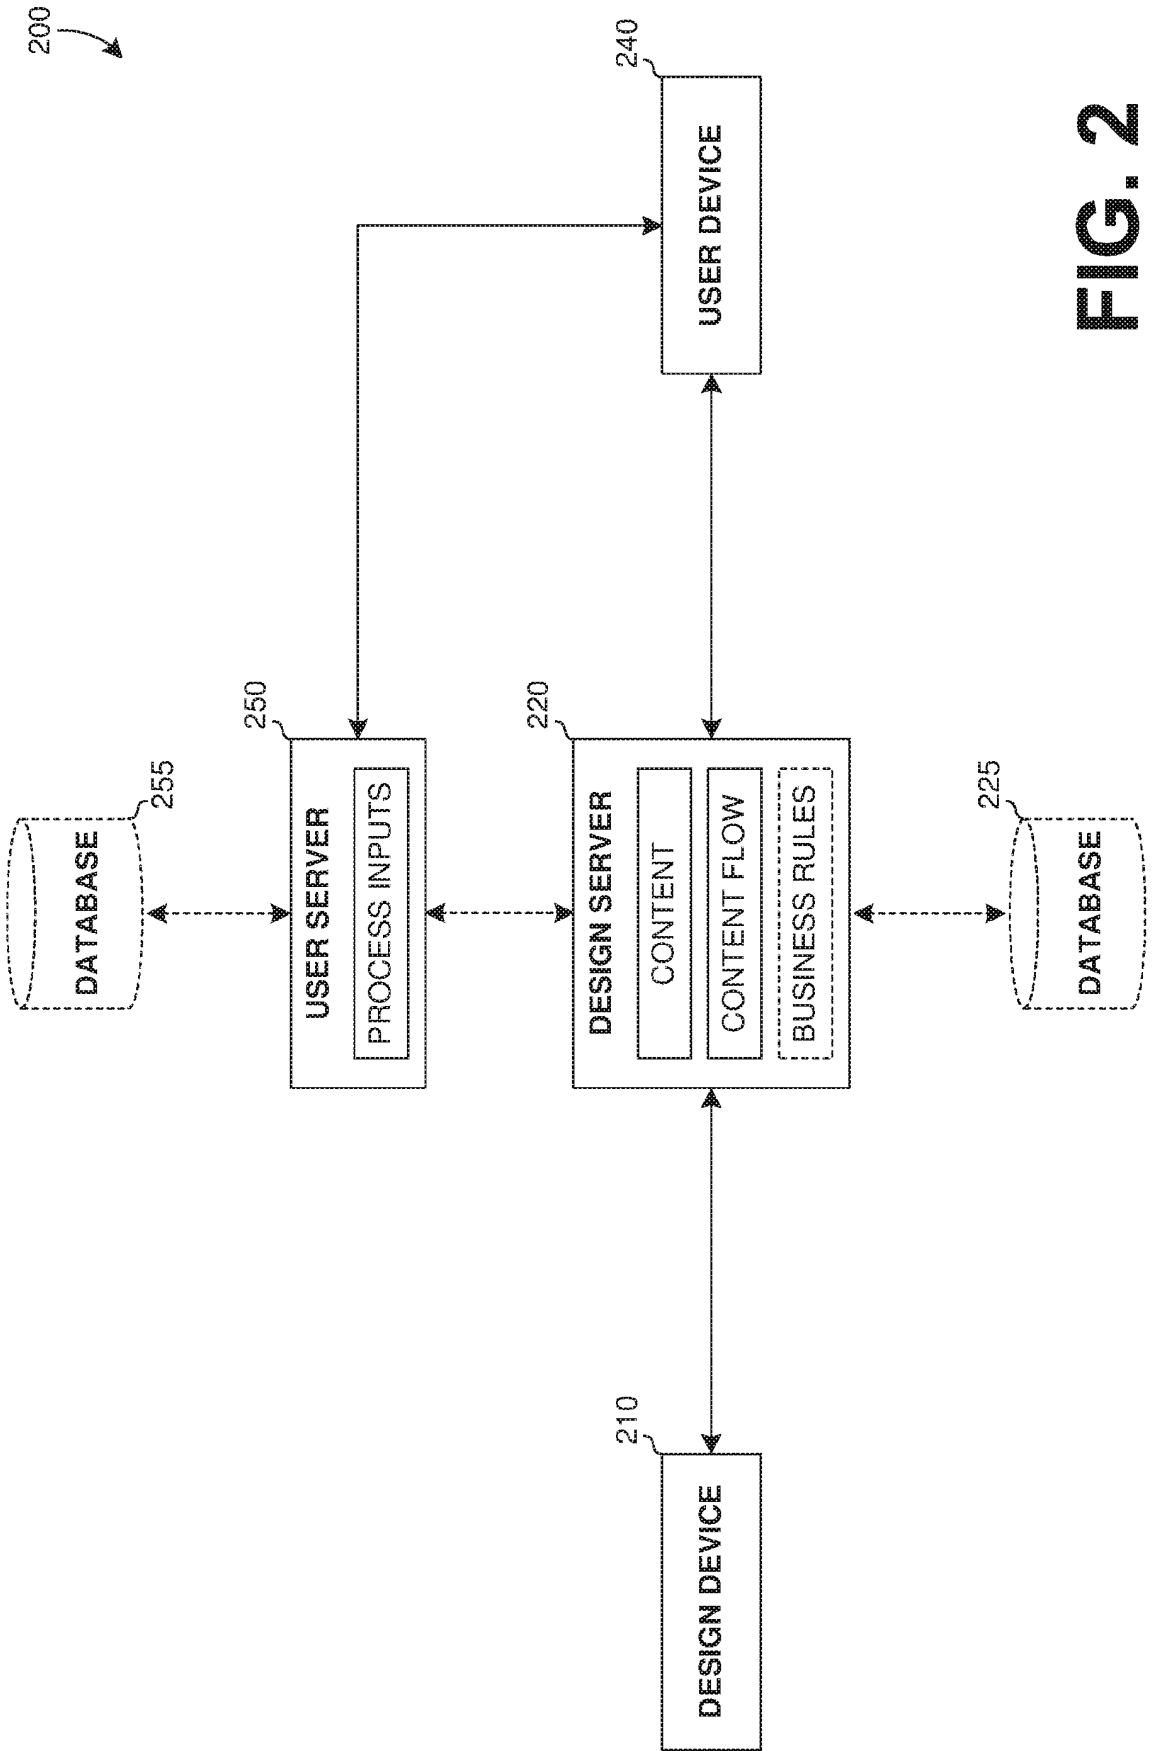 200
DATABASE
255
USER SERVER
250
PROCESS INPUTS
DESIGN SERVER
220
CONTENT
CONTENT FLOW
BUSINESS RULES
DESIGN DEVICE
210
USER DEVICE
240
DATABASE
225
FIG. 2